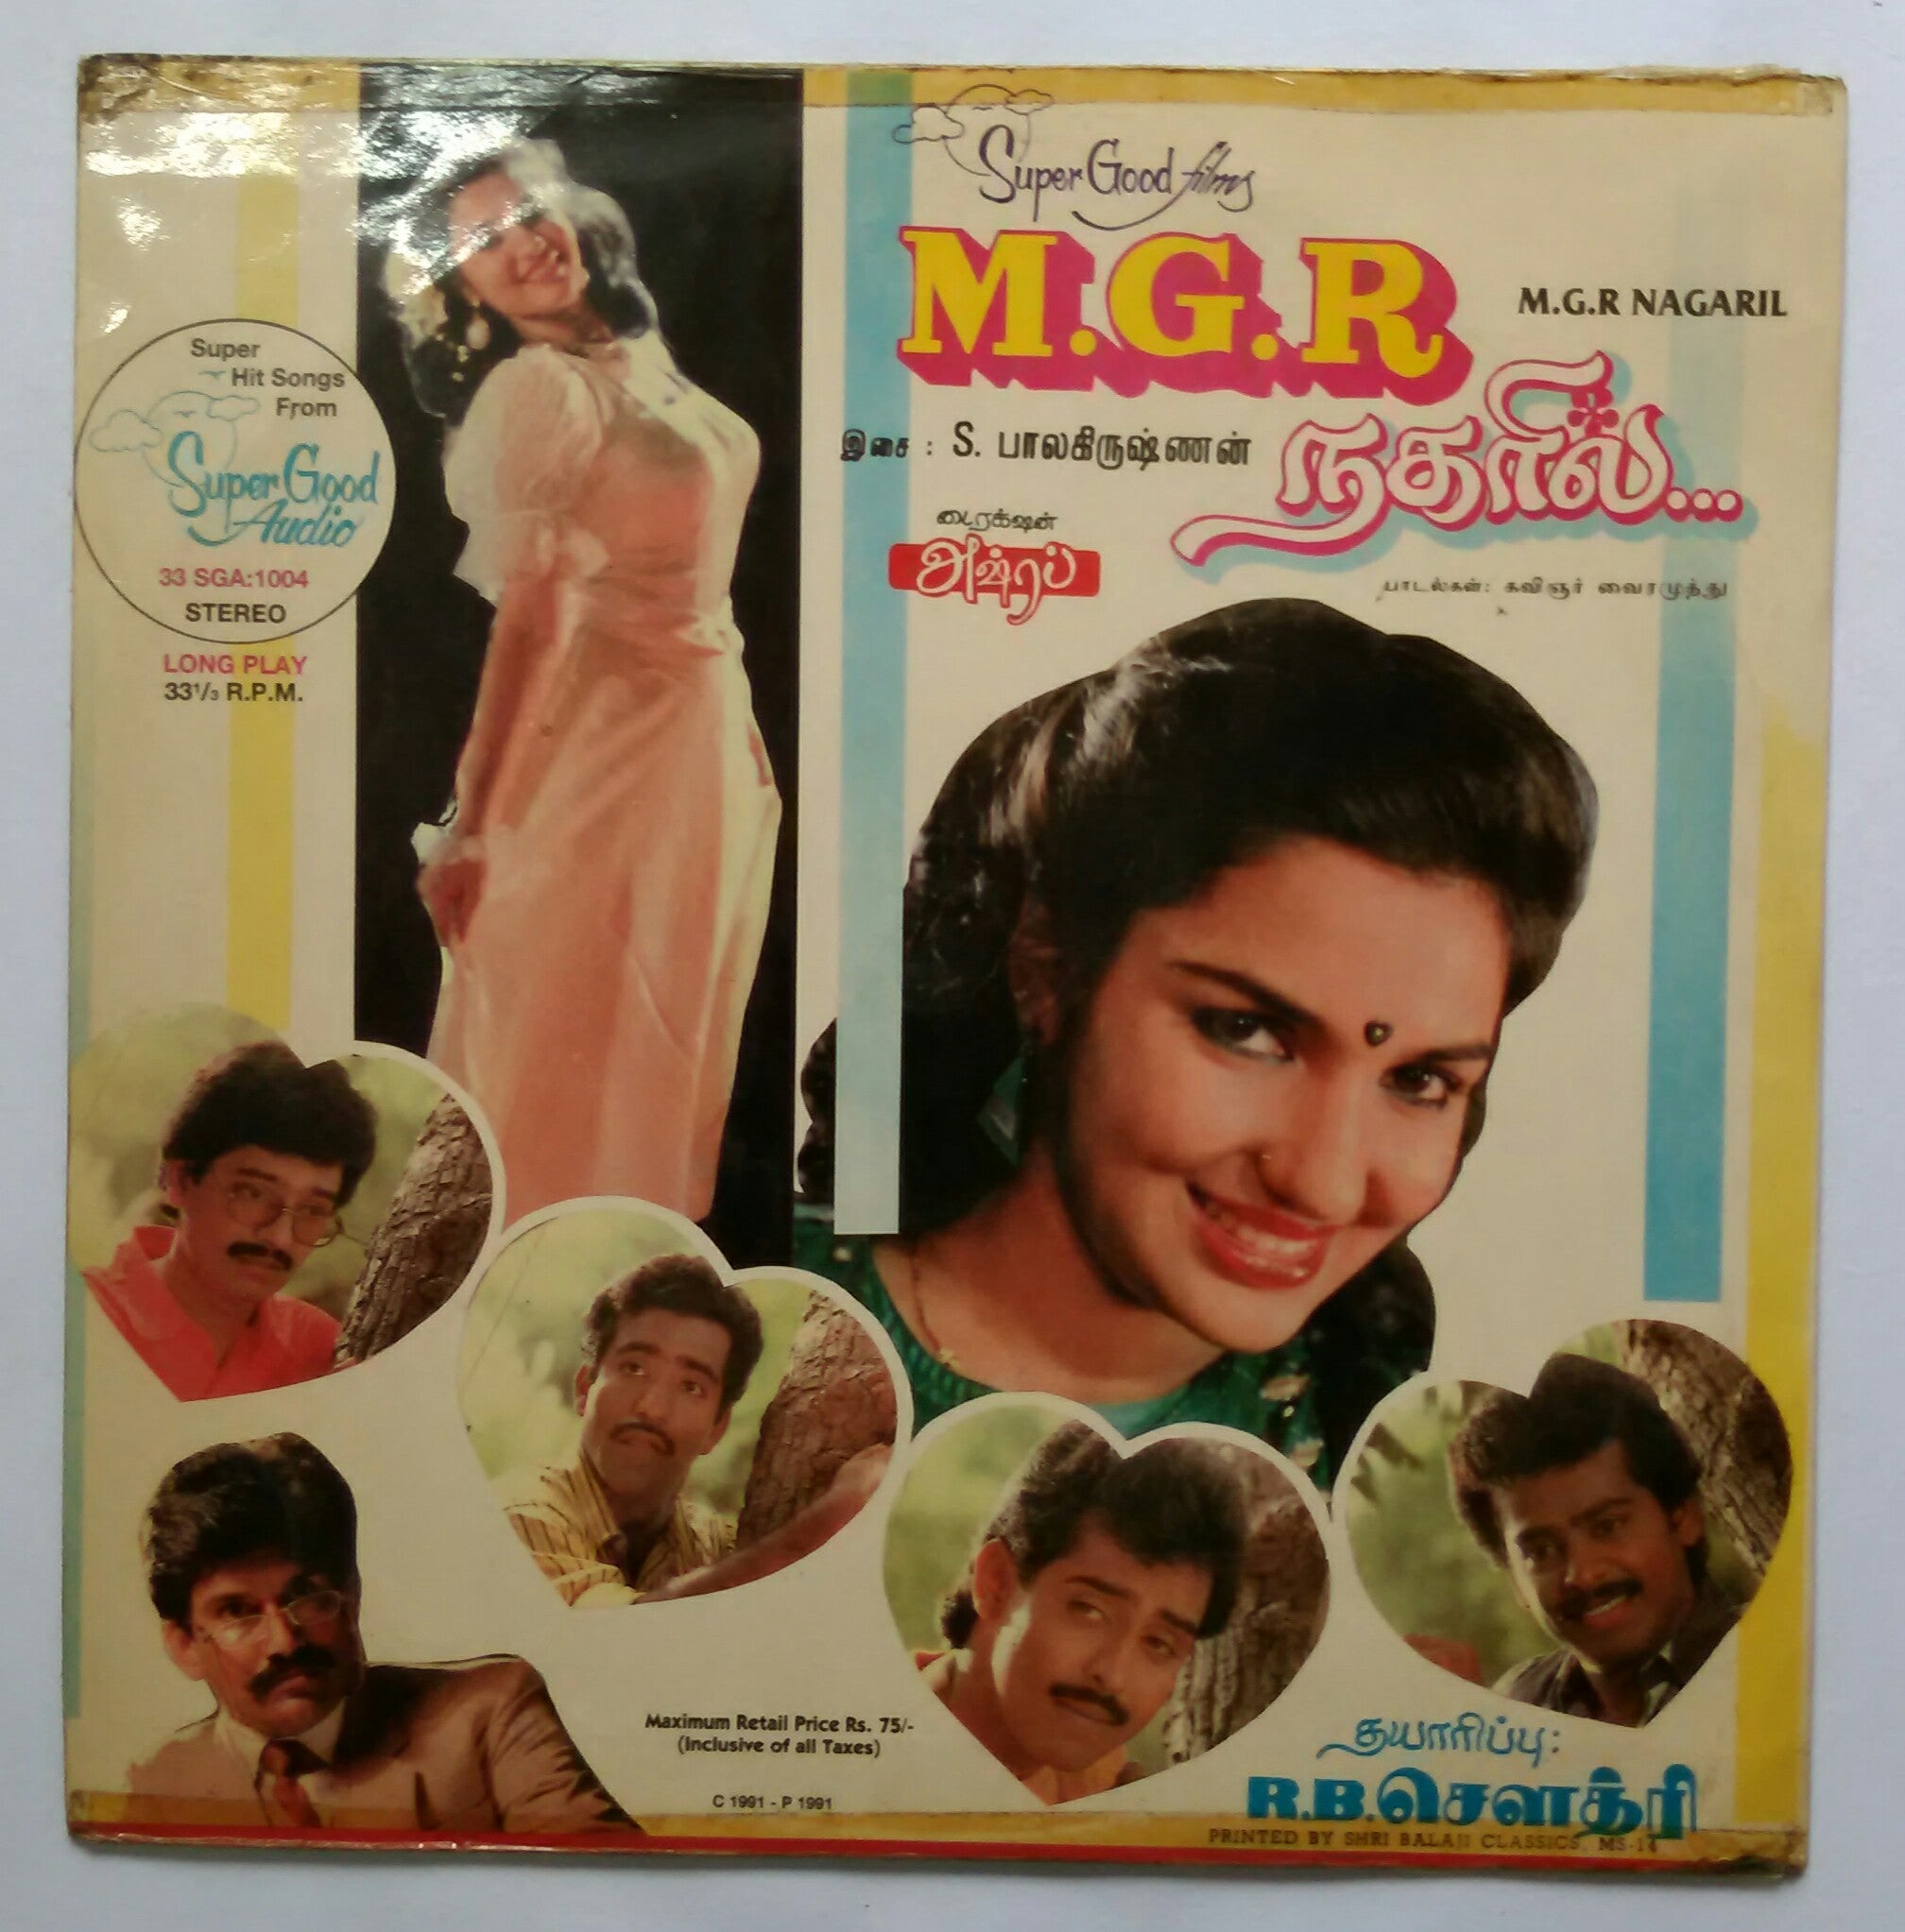 Super Good films
M.G.R
M.G.R NAGARIL
நகரில்...
இசை : S. பாலகிருஷ்ணன்
டைரக்ஷன்
அஷ்ரப்
பாடல்கள்: கவிஞர் வைரமுத்து
Super
Hit Songs
From
Super Good
Audio
33 SGA:1004
STEREO
LONG PLAY
33 1/3 R.P.M.
Maximum Retail Price Rs. 75/-
(Inclusive of all Taxes)
C 1991 - P 1991
தயாரிப்பு:
R.B.சௌத்ரி
PRINTED BY SHRI BALAJI CLASSICS, MS-14